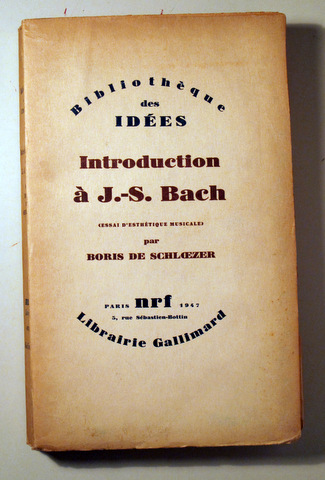 Bibliothèque
des
IDÉES
Introduction
à J.-S. Bach
(ESSAI D'ESTHÉTIQUE MUSICALE)
par
BORIS DE SCHLŒZER
PARIS nrf 1947
5, rue Sébastien-Bottin
Librairie Gallimard